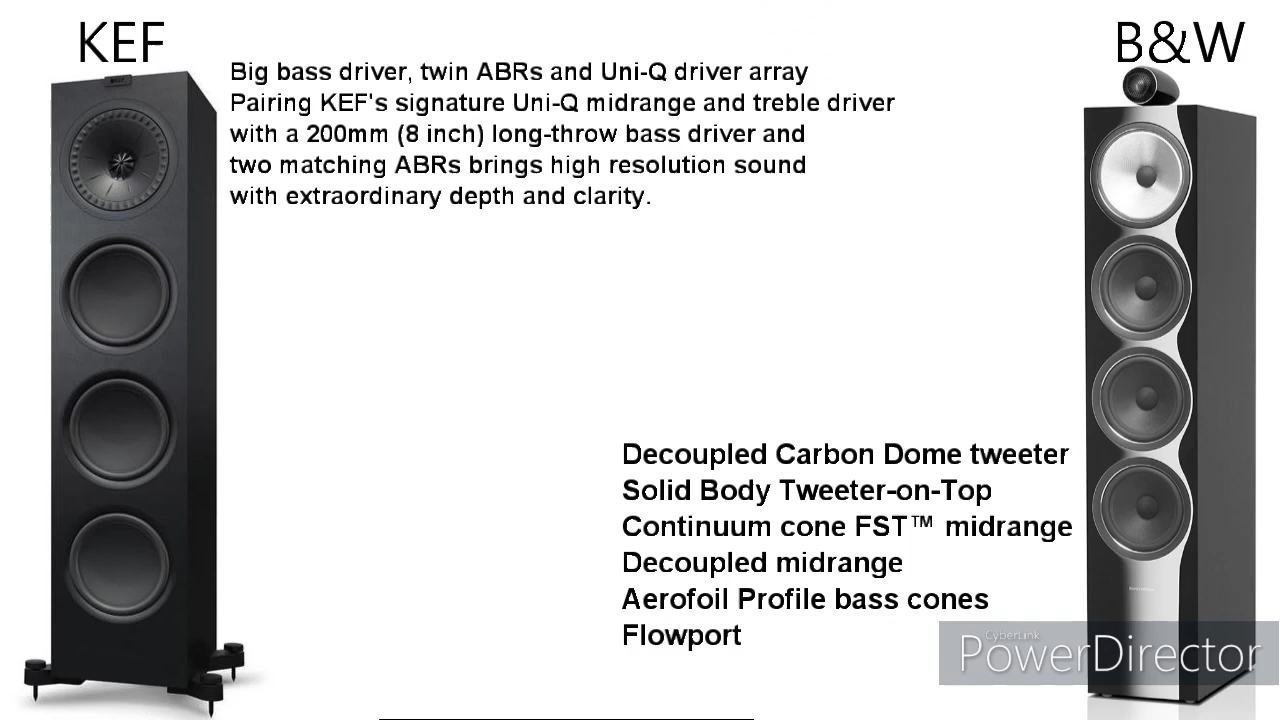 KEF
B&W
Big bass driver, twin ABRs and Uni-Q driver array
Pairing KEF's signature Uni-Q midrange and treble driver
with a 200mm (8 inch) long-throw bass driver and
two matching ABRs brings high resolution sound
with extraordinary depth and clarity.
Decoupled Carbon Dome tweeter
Solid Body Tweeter-on-Top
Continuum cone FST™ midrange
Decoupled midrange
Aerofoil Profile bass cones
Flowport
CyberLink
PowerDirector